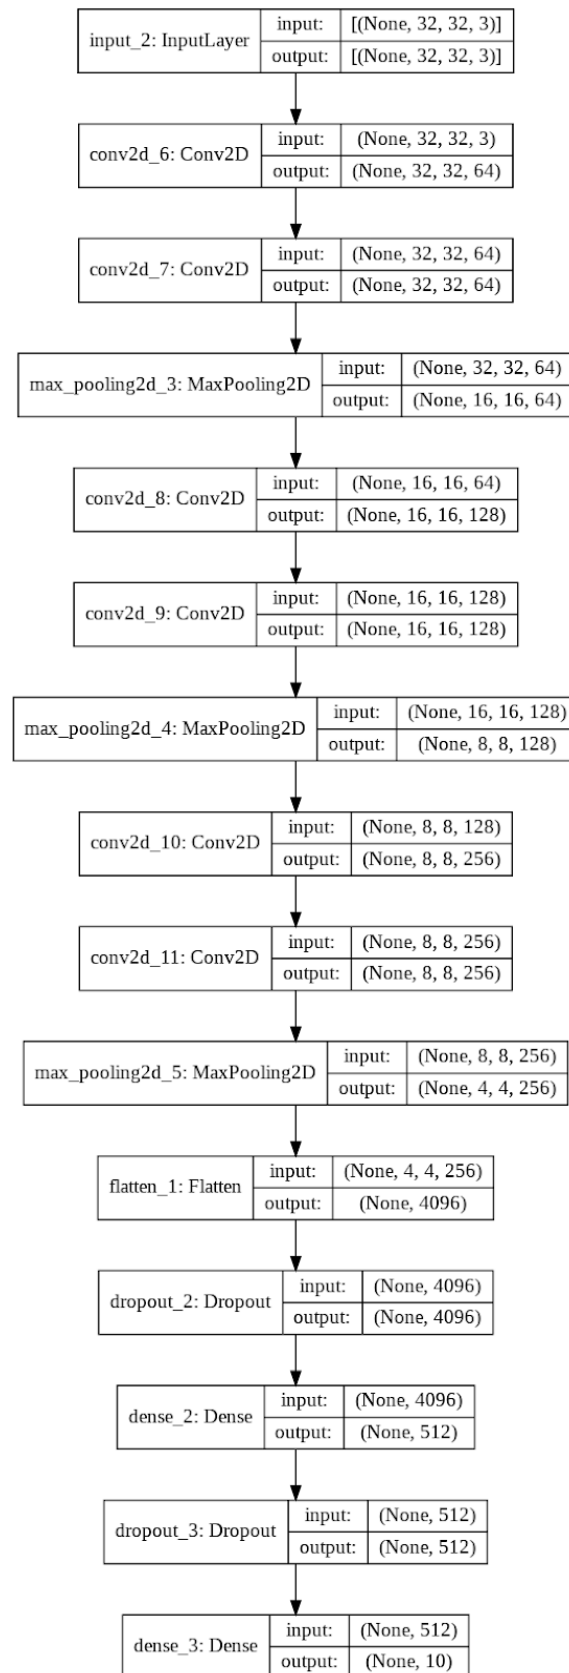 input_2: InputLayer
input: [(None, 32, 32, 3)]
output: [(None, 32, 32, 3)]
conv2d_6: Conv2D
input: (None, 32, 32, 3)
output: (None, 32, 32, 64)
conv2d_7: Conv2D
input: (None, 32, 32, 64)
output: (None, 32, 32, 64)
max_pooling2d_3: MaxPooling2D
input: (None, 32, 32, 64)
output: (None, 16, 16, 64)
conv2d_8: Conv2D
input: (None, 16, 16, 64)
output: (None, 16, 16, 128)
conv2d_9: Conv2D
input: (None, 16, 16, 128)
output: (None, 16, 16, 128)
max_pooling2d_4: MaxPooling2D
input: (None, 16, 16, 128)
output: (None, 8, 8, 128)
conv2d_10: Conv2D
input: (None, 8, 8, 128)
output: (None, 8, 8, 256)
conv2d_11: Conv2D
input: (None, 8, 8, 256)
output: (None, 8, 8, 256)
max_pooling2d_5: MaxPooling2D
input: (None, 8, 8, 256)
output: (None, 4, 4, 256)
flatten_1: Flatten
input: (None, 4, 4, 256)
output: (None, 4096)
dropout_2: Dropout
input: (None, 4096)
output: (None, 4096)
dense_2: Dense
input: (None, 4096)
output: (None, 512)
dropout_3: Dropout
input: (None, 512)
output: (None, 512)
dense_3: Dense
input: (None, 512)
output: (None, 10)